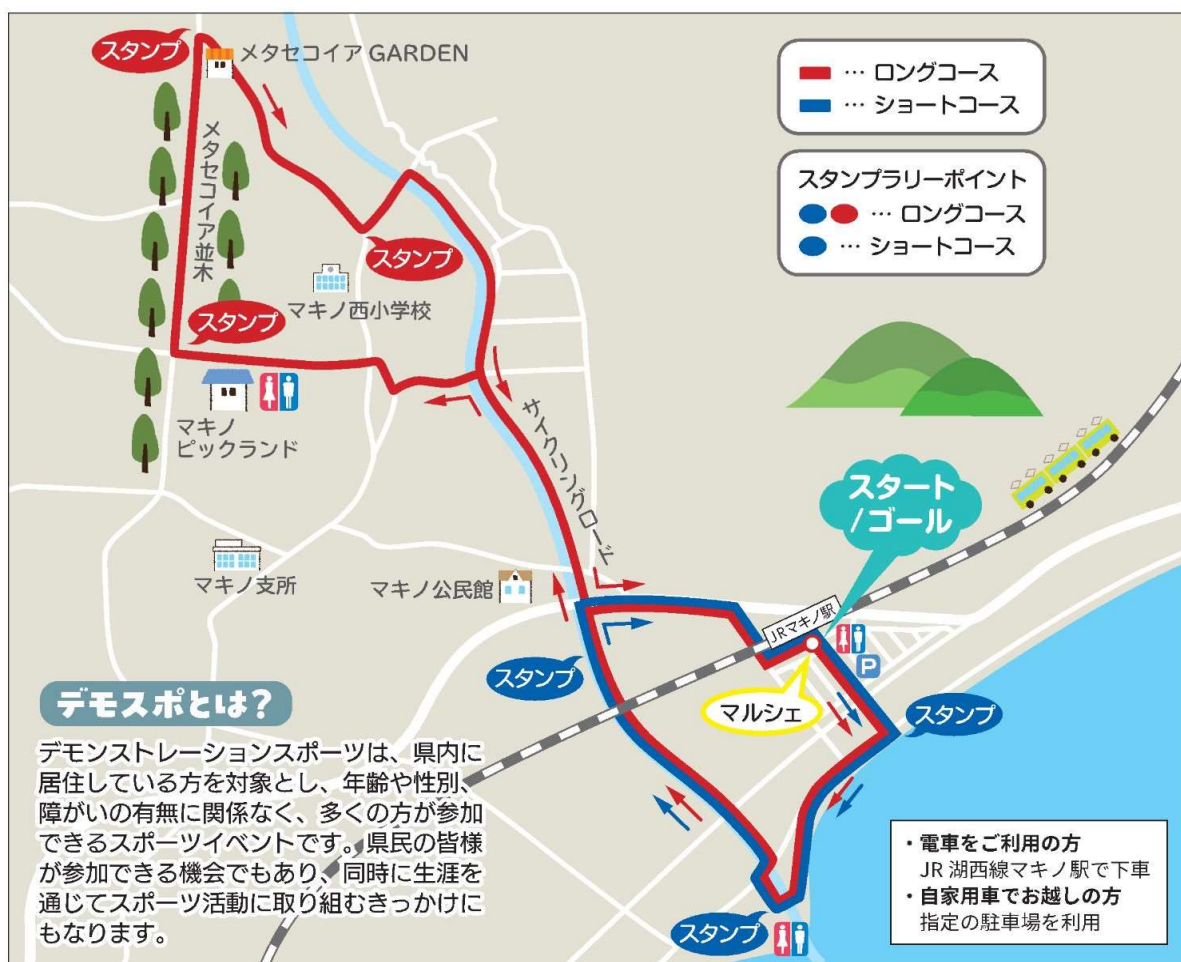 スタンプ
メタセコイア GARDEN
… ロングコース
… ショートコース
スタンプラリーポイント
… ロングコース
… ショートコース
メタセコイア並木
スタンプ
マキノ西小学校
スタンプ
マキノ
ピックランド
サイクリングロード
スタート
/ゴール
マキノ支所
マキノ公民館
JRマキノ駅
P
スタンプ
マルシェ
スタンプ
デモスポとは?
デモンストレーションスポーツは、県内に
居住している方を対象とし、年齢や性別、
障がいの有無に関係なく、多くの方が参加
できるスポーツイベントです。県民の皆様
が参加できる機会でもあり、同時に生涯を
通じてスポーツ活動に取り組むきっかけに
もなります。
スタンプ
・電車をご利用の方
JR 湖西線マキノ駅で下車
・自家用車でお越しの方
指定の駐車場を利用